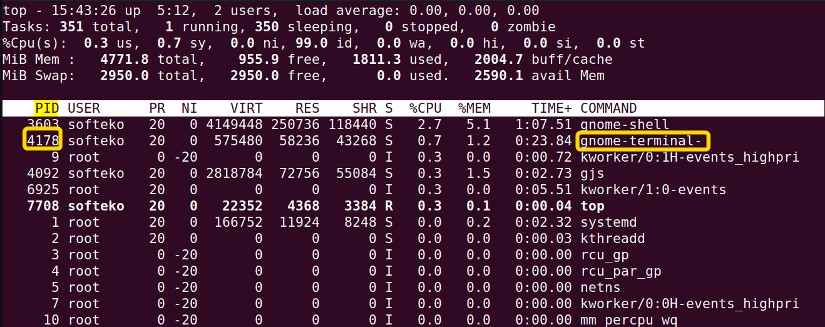 top - 15:43:26 up  5:12,  2 users,  load average: 0.00, 0.00, 0.00
Tasks: 351 total,   1 running, 350 sleeping,   0 stopped,   0 zombie
%Cpu(s):  0.3 us,  0.7 sy,  0.0 ni, 99.0 id,  0.0 wa,  0.0 hi,  0.0 si,  0.0 st
MiB Mem :   4771.8 total,    955.9 free,   1811.3 used,   2004.7 buff/cache
MiB Swap:   2950.0 total,   2950.0 free,      0.0 used.   2590.1 avail Mem
PID USER      PR  NI    VIRT    RES    SHR S  %CPU  %MEM     TIME+ COMMAND
3603 softeko   20   0 4149448 250736 118440 S   2.7   5.1   1:07.51 gnome-shell
4178 softeko   20   0  575480  58236  43268 S   0.7   1.2   0:23.84 gnome-terminal-
9 root       0 -20       0      0      0 I   0.3   0.0   0:00.72 kworker/0:1H-events_highpri
4092 softeko   20   0 2818784  72756  55084 S   0.3   1.5   0:02.73 gjs
6925 root      20   0       0      0      0 I   0.3   0.0   0:05.51 kworker/1:0-events
7708 softeko   20   0   22352   4368   3384 R   0.3   0.1   0:00.04 top
1 root      20   0  166752  11924   8248 S   0.0   0.2   0:02.32 systemd
2 root      20   0       0      0      0 S   0.0   0.0   0:00.03 kthreadd
3 root       0 -20       0      0      0 I   0.0   0.0   0:00.00 rcu_gp
4 root       0 -20       0      0      0 I   0.0   0.0   0:00.00 rcu_par_gp
5 root       0 -20       0      0      0 I   0.0   0.0   0:00.00 netns
7 root       0 -20       0      0      0 I   0.0   0.0   0:00.00 kworker/0:0H-events_highpri
10 root       0 -20       0      0      0 I   0.0   0.0   0:00.00 mm_percpu_wq